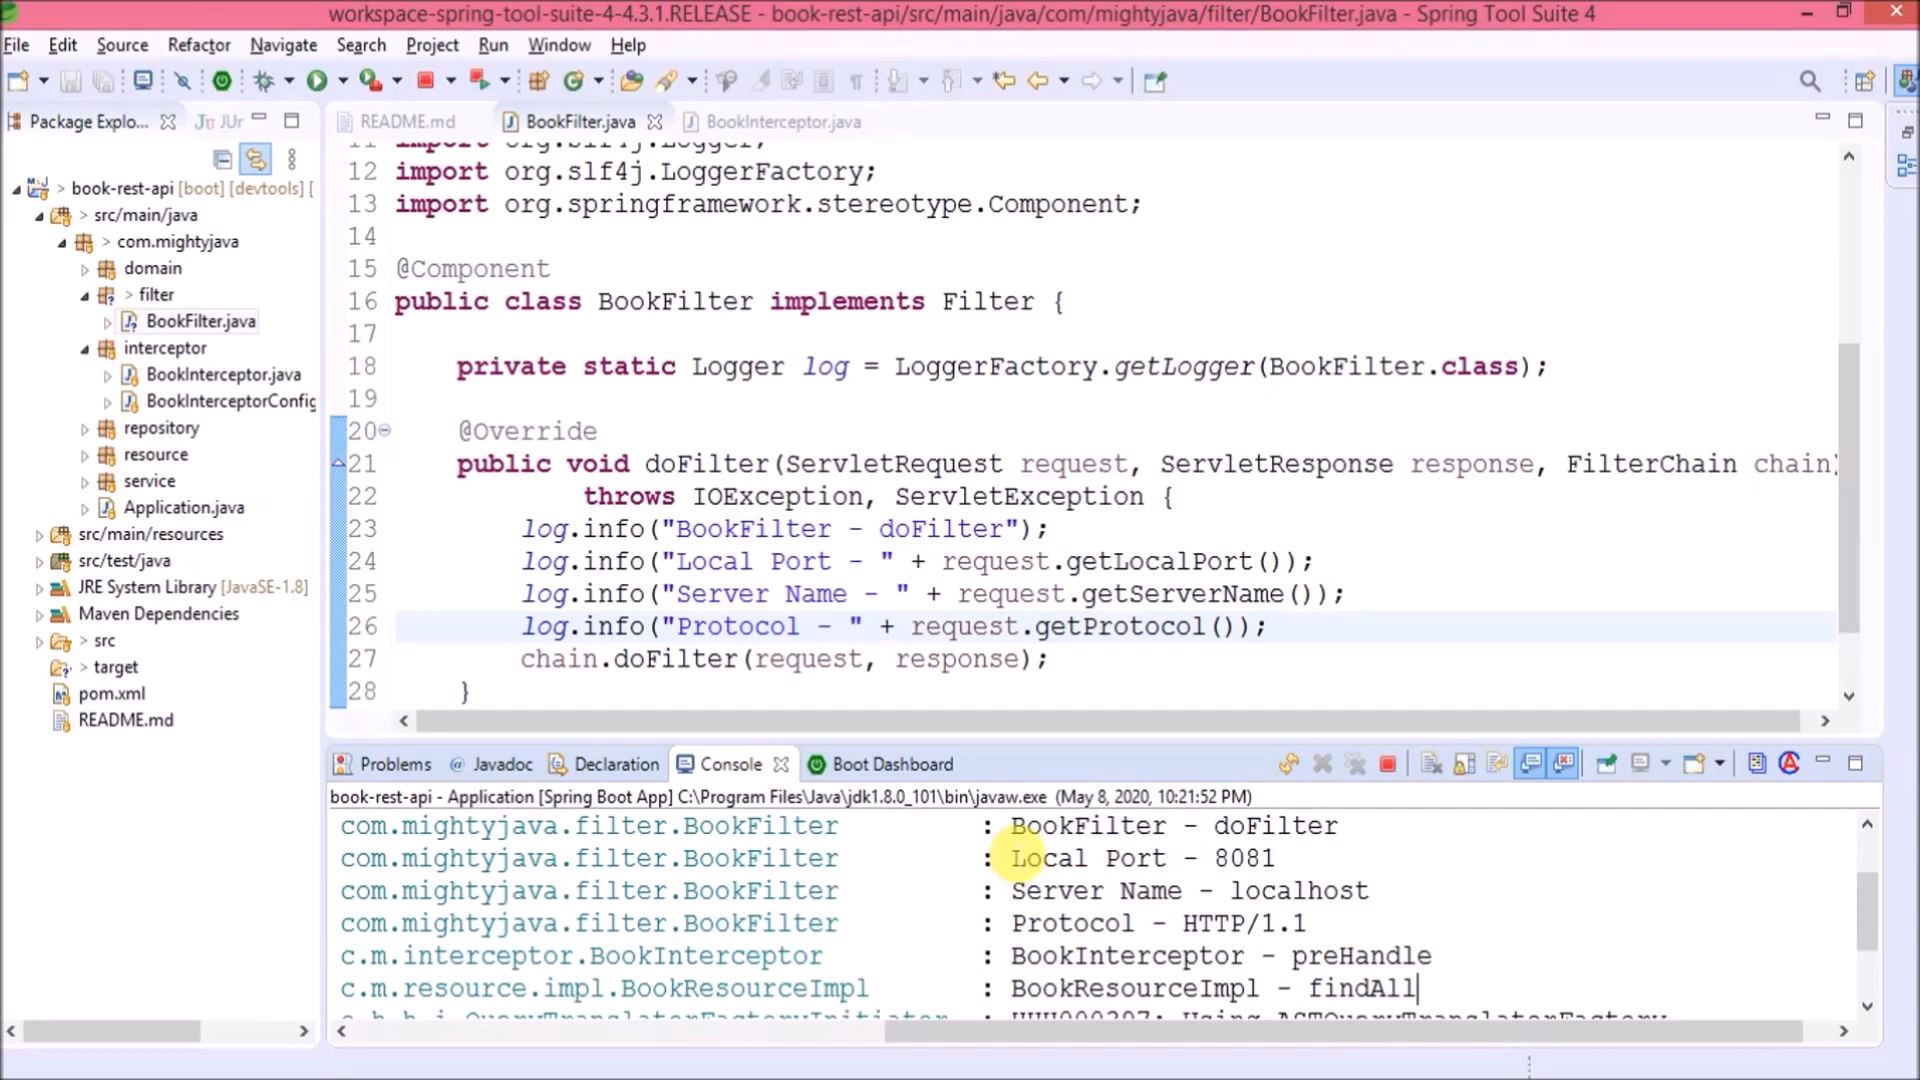 workspace-spring-tool-suite-4-4.3.1.RELEASE - book-rest-api/src/main/java/com/mightyjava/filter/BookFilter.java - Spring Tool Suite 4
File Edit Source Refactor Navigate Search Project Run Window Help
Package Explo... Ju JUr
README.md BookFilter.java BookInterceptor.java
> book-rest-api [boot] [devtools] [
> src/main/java
> com.mightyjava
domain
> filter
BookFilter.java
interceptor
BookInterceptor.java
BookInterceptorConfig
repository
resource
service
Application.java
src/main/resources
src/test/java
JRE System Library [JavaSE-1.8]
Maven Dependencies
> src
> target
pom.xml
README.md
11 import org.slf4j.Logger;
12 import org.slf4j.LoggerFactory;
13 import org.springframework.stereotype.Component;
14
15 @Component
16 public class BookFilter implements Filter {
17
18 private static Logger log = LoggerFactory.getLogger(BookFilter.class);
19
20 @Override
21 public void doFilter(ServletRequest request, ServletResponse response, FilterChain chain)
22 throws IOException, ServletException {
23 log.info("BookFilter - doFilter");
24 log.info("Local Port - " + request.getLocalPort());
25 log.info("Server Name - " + request.getServerName());
26 log.info("Protocol - " + request.getProtocol());
27 chain.doFilter(request, response);
28 }
Problems @ Javadoc Declaration Console Boot Dashboard
book-rest-api - Application [Spring Boot App] C:\Program Files\Java\jdk1.8.0_101\bin\javaw.exe (May 8, 2020, 10:21:52 PM)
com.mightyjava.filter.BookFilter : BookFilter - doFilter
com.mightyjava.filter.BookFilter : Local Port - 8081
com.mightyjava.filter.BookFilter : Server Name - localhost
com.mightyjava.filter.BookFilter : Protocol - HTTP/1.1
c.m.interceptor.BookInterceptor : BookInterceptor - preHandle
c.m.resource.impl.BookResourceImpl : BookResourceImpl - findAll
o.h.h.i.QueryTranslatorFactoryInitiator : HHH000397: Using ASTQueryTranslatorFactory